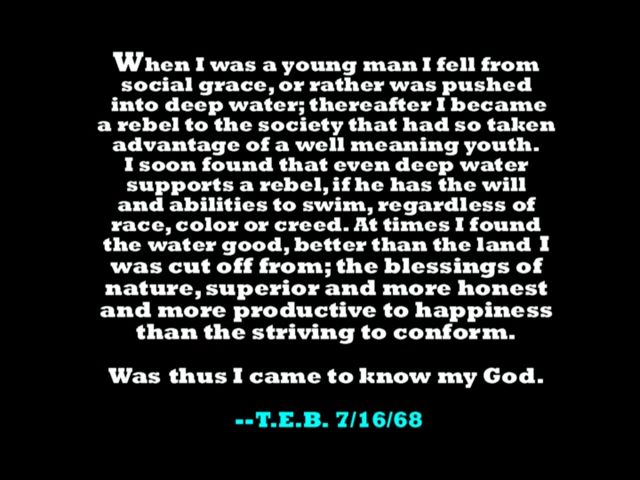 When I was a young man I fell from
social grace, or rather was pushed
into deep water; thereafter I became
a rebel to the society that had so taken
advantage of a well meaning youth.
I soon found that even deep water
supports a rebel, if he has the will
and abilities to swim, regardless of
race, color or creed. At times I found
the water good, better than the land I
was cut off from; the blessings of
nature, superior and more honest
and more productive to happiness
than the striving to conform.
Was thus I came to know my God.
--T.E.B. 7/16/68